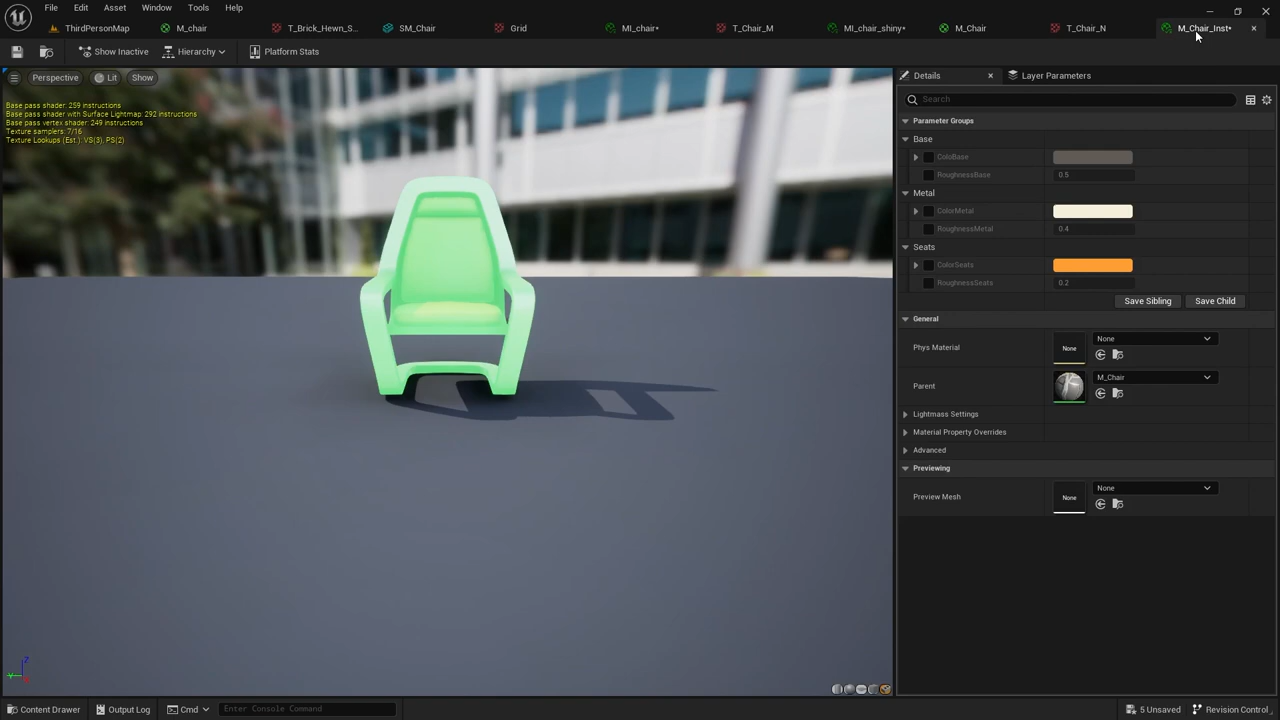 File Edit Asset Window Tools Help
ThirdPersonMap M_chair T_Brick_Hewn_S... SM_Chair Grid MI_chair* T_Chair_M MI_chair_shiny* M_Chair T_Chair_N M_Chair_Inst*
Show Inactive Hierarchy Platform Stats
Perspective Lit Show
Base pass shader: 259 instructions
Base pass shader with Surface Lightmap: 292 instructions
Base pass vertex shader: 249 instructions
Texture samplers: 7/16
Texture Lookups (Est.): VS(3), PS(2)
Z
Details Layer Parameters
Search
Parameter Groups
Base
ColoBase
RoughnessBase 0.5
Metal
ColorMetal
RoughnessMetal 0.4
Seats
ColorSeats
RoughnessSeats 0.2
Save Sibling Save Child
General
Phys Material None None
Parent M_Chair
Lightmass Settings
Material Property Overrides
Advanced
Previewing
Preview Mesh None None
Content Drawer Output Log Cmd Enter Console Command 5 Unsaved Revision Control